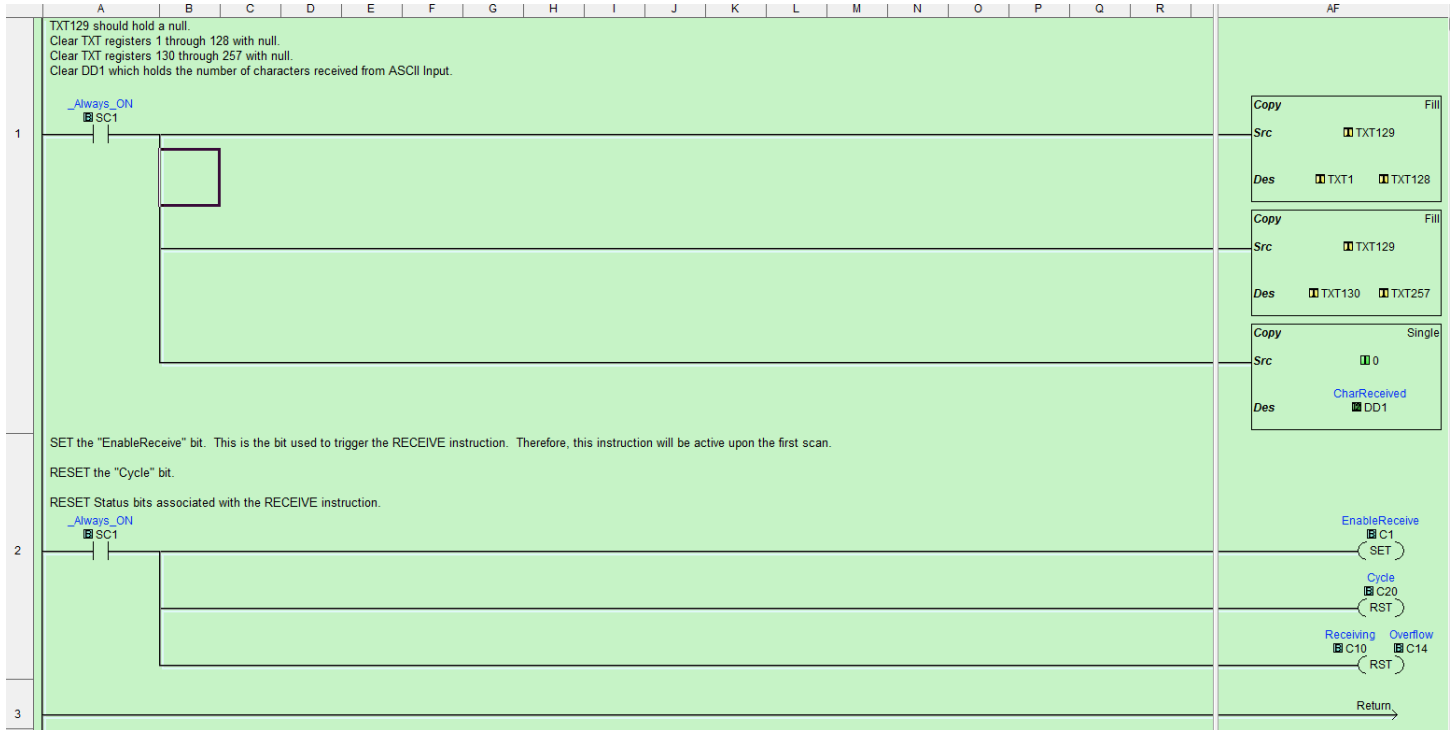 A B C D E F G H I J K L M N O P Q R AF
TXT129 should hold a null.
Clear TXT registers 1 through 128 with null.
Clear TXT registers 130 through 257 with null.
Clear DD1 which holds the number of characters received from ASCII Input.
_Always_ON
SC1
1
Copy Fill
Src TXT129
Des TXT1 TXT128
Copy Fill
Src TXT129
Des TXT130 TXT257
Copy Single
Src 0
CharReceived
Des DD1
SET the "EnableReceive" bit.  This is the bit used to trigger the RECEIVE instruction.  Therefore, this instruction will be active upon the first scan.
RESET the "Cycle" bit.
RESET Status bits associated with the RECEIVE instruction.
_Always_ON
SC1
2
EnableReceive
C1
SET
Cycle
C20
RST
Receiving Overflow
C10 C14
RST
3
Return